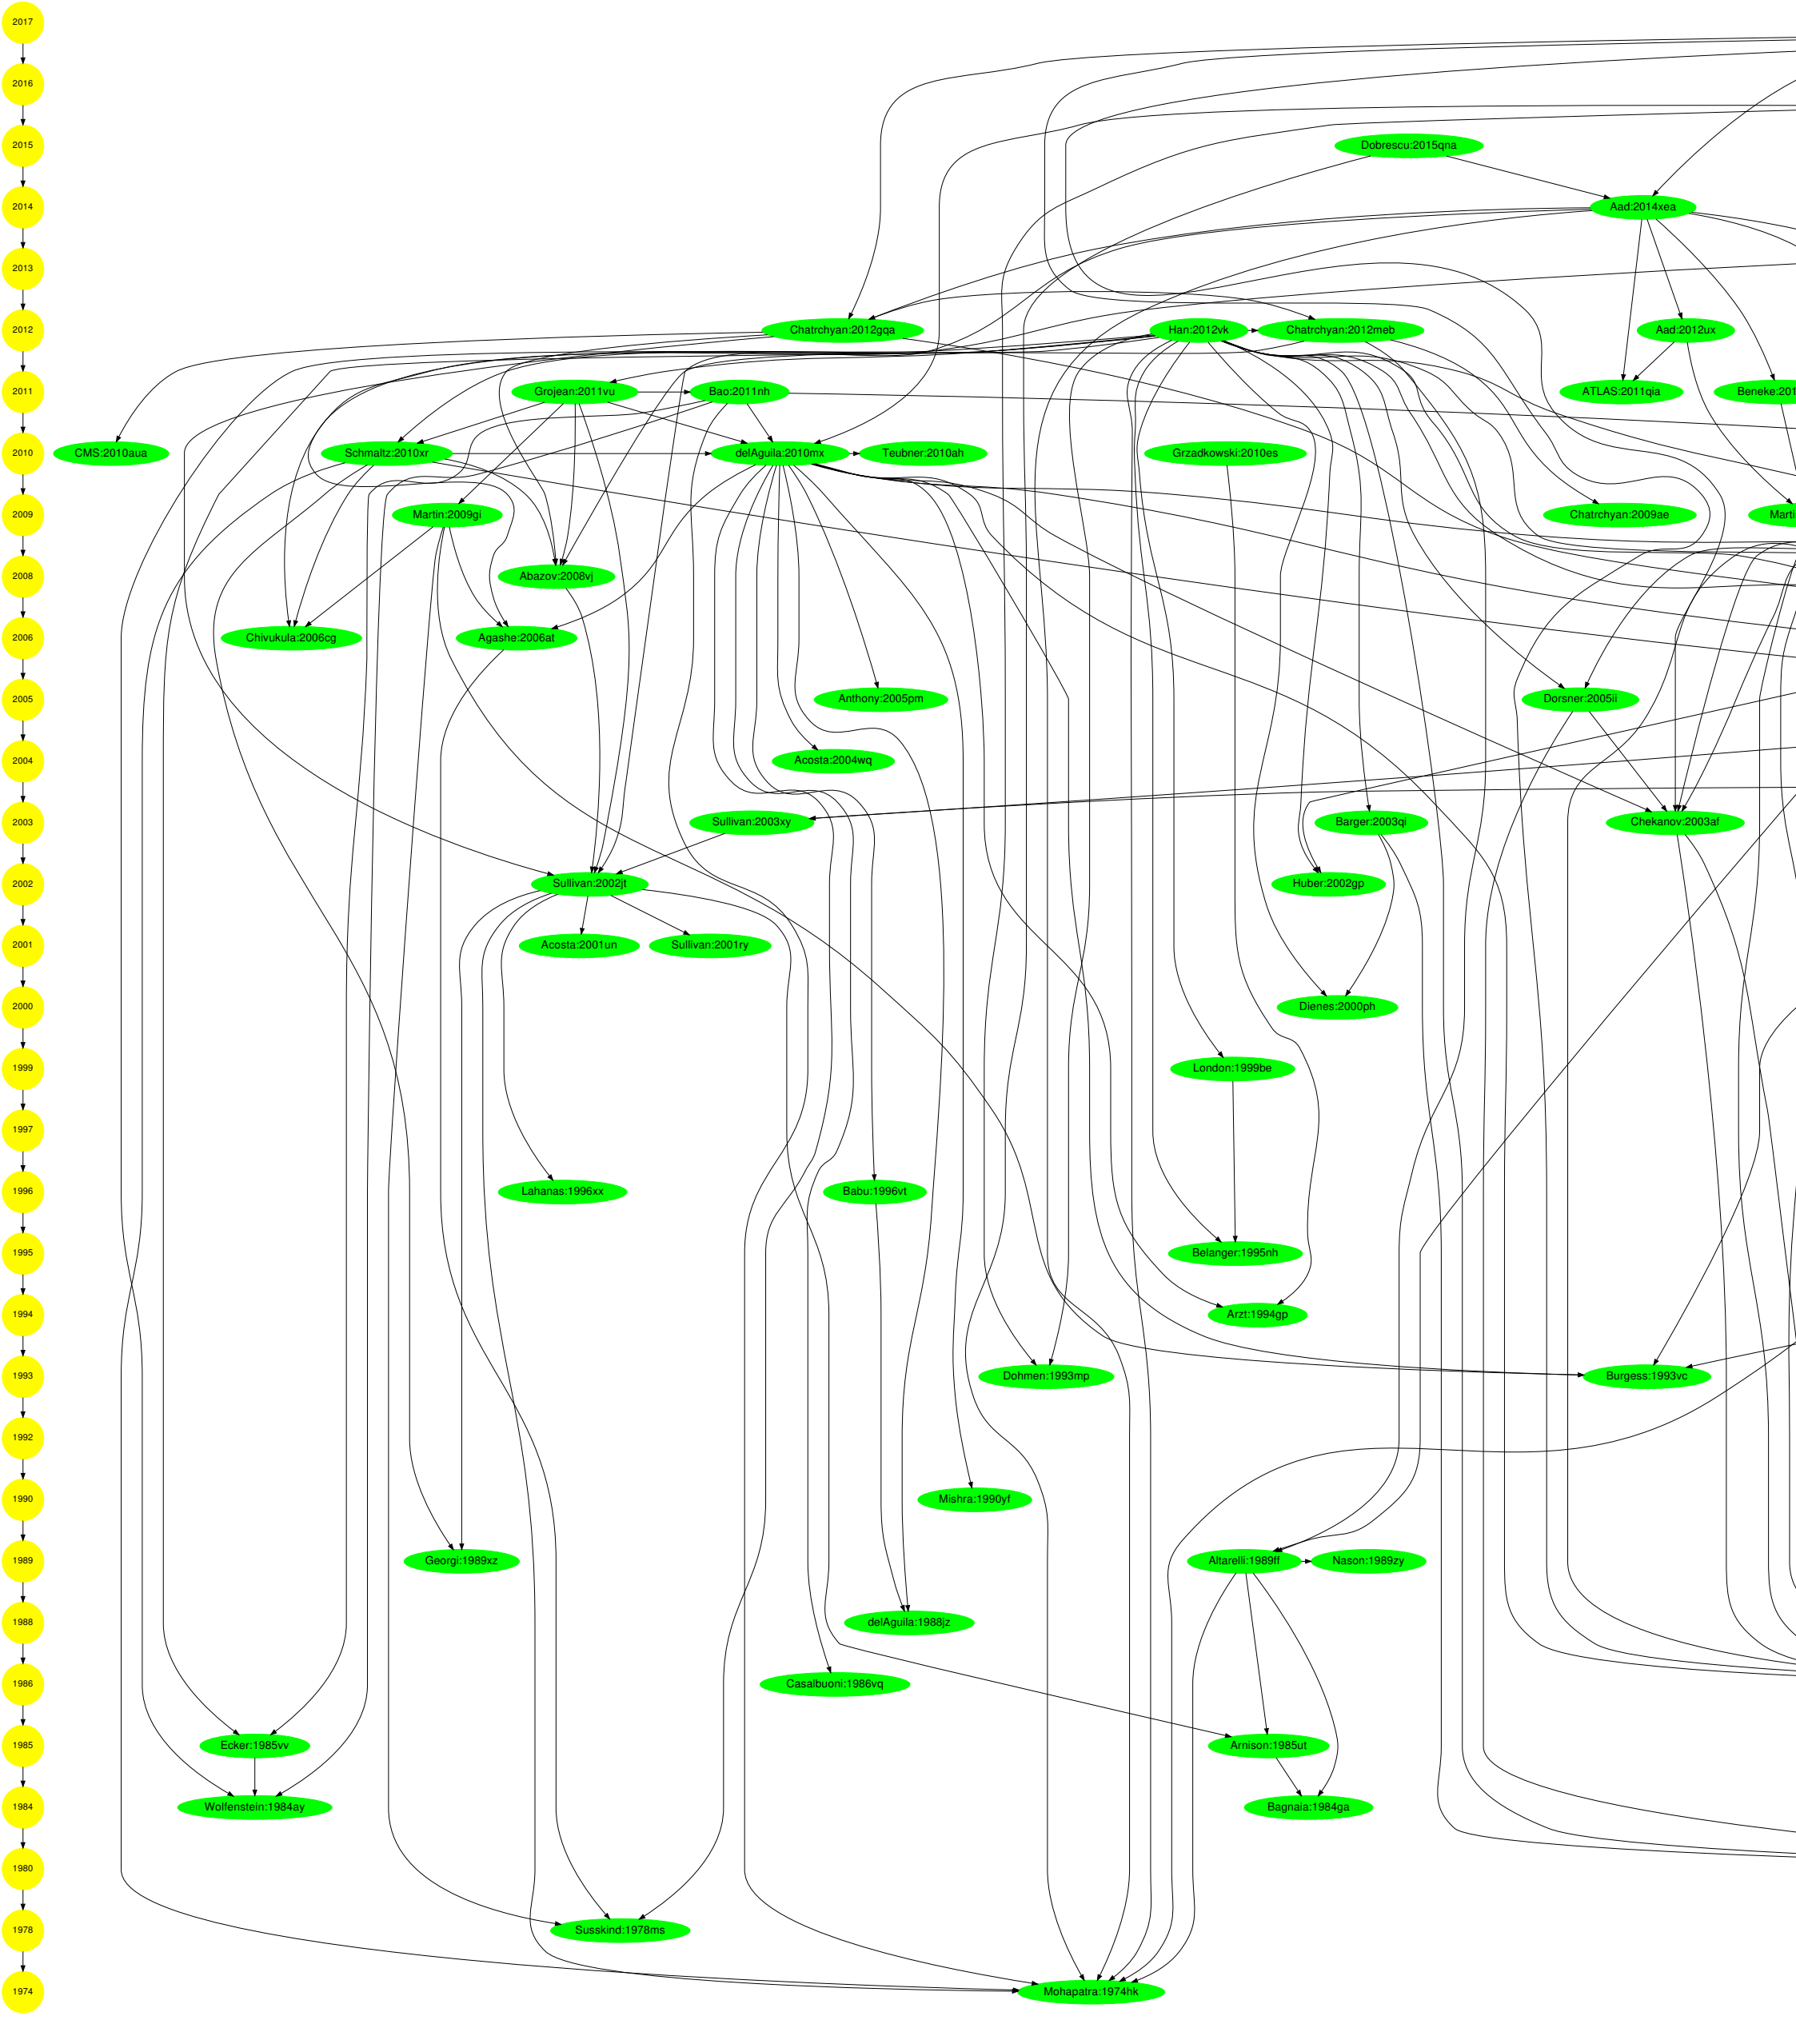 2017
2016
2015
Dobrescu:2015qna
2014
Aad:2014xea
2013
2012
Chatrchyan:2012gqa
Han:2012vk
Chatrchyan:2012meb
Aad:2012ux
2011
Grojean:2011vu
Bao:2011nh
ATLAS:2011qia
Beneke:201
2010
CMS:2010aua
Schmaltz:2010xr
delAguila:2010mx
Teubner:2010ah
Grzadkowski:2010es
2009
Martin:2009gi
Chatrchyan:2009ae
Marti
2008
Abazov:2008vj
2006
Chivukula:2006cg
Agashe:2006at
2005
Anthony:2005pm
Dorsner:2005ii
2004
Acosta:2004wq
2003
Sullivan:2003xy
Barger:2003qi
Chekanov:2003af
2002
Sullivan:2002jt
Huber:2002gp
2001
Acosta:2001un
Sullivan:2001ry
2000
Dienes:2000ph
1999
London:1999be
1997
1996
Lahanas:1996xx
Babu:1996vt
1995
Belanger:1995nh
1994
Arzt:1994gp
1993
Dohmen:1993mp
Burgess:1993vc
1992
1990
Mishra:1990yf
1989
Georgi:1989xz
Altarelli:1989ff
Nason:1989zy
1988
delAguila:1988jz
1986
Casalbuoni:1986vq
1985
Ecker:1985vv
Arnison:1985ut
1984
Wolfenstein:1984ay
Bagnaia:1984ga
1980
1978
Susskind:1978ms
1974
Mohapatra:1974hk